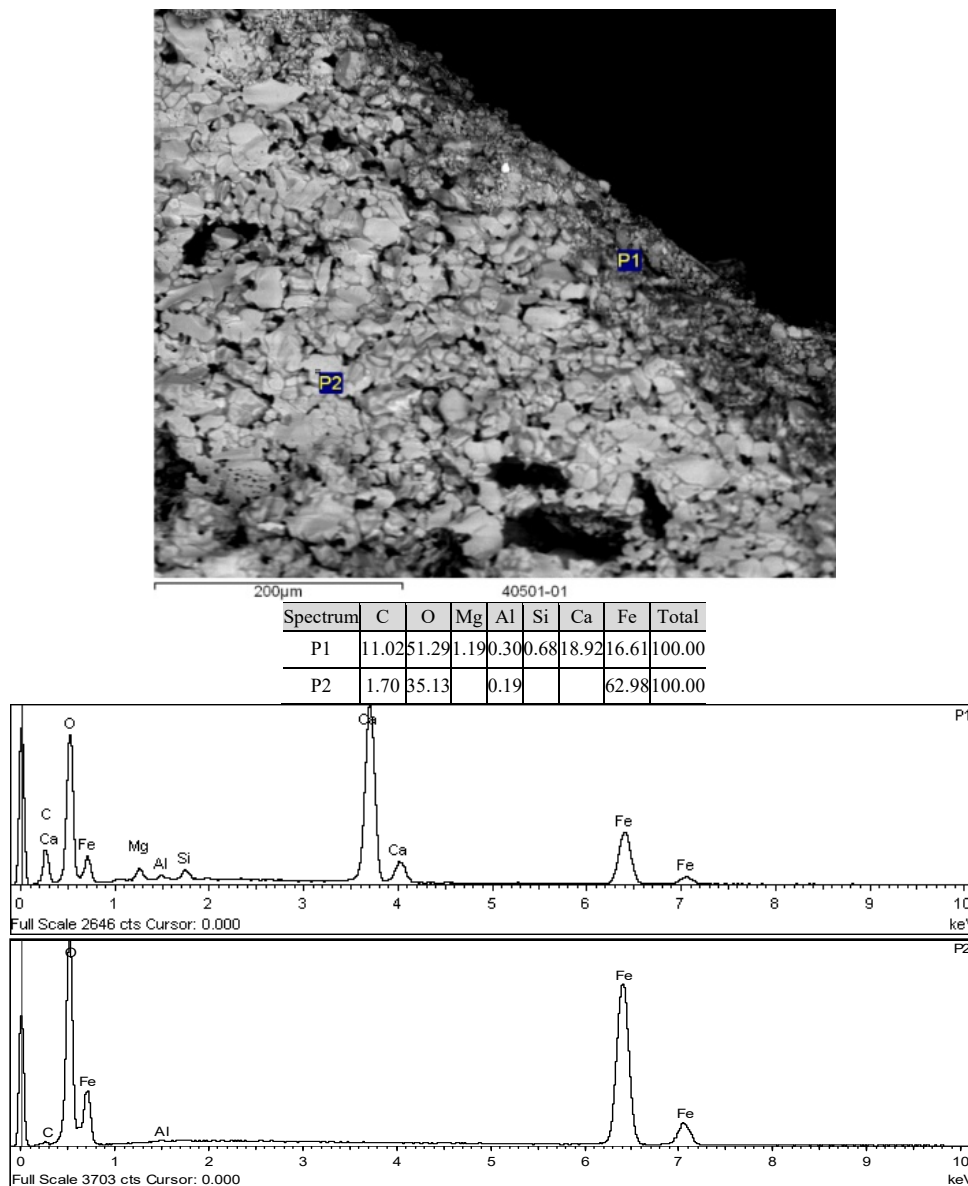 P1
P2
200µm 40501-01
Spectrum C O Mg Al Si Ca Fe Total
P1 11.02 51.29 1.19 0.30 0.68 18.92 16.61 100.00
P2 1.70 35.13 0.19 62.98 100.00
P1
O Ca
C
Ca Fe Mg Al Si Ca Fe Fe
0 1 2 3 4 5 6 7 8 9 10
Full Scale 2646 cts Cursor: 0.000 keV
P2
O
Fe Fe
C Al Fe
0 1 2 3 4 5 6 7 8 9 10
Full Scale 3703 cts Cursor: 0.000 keV